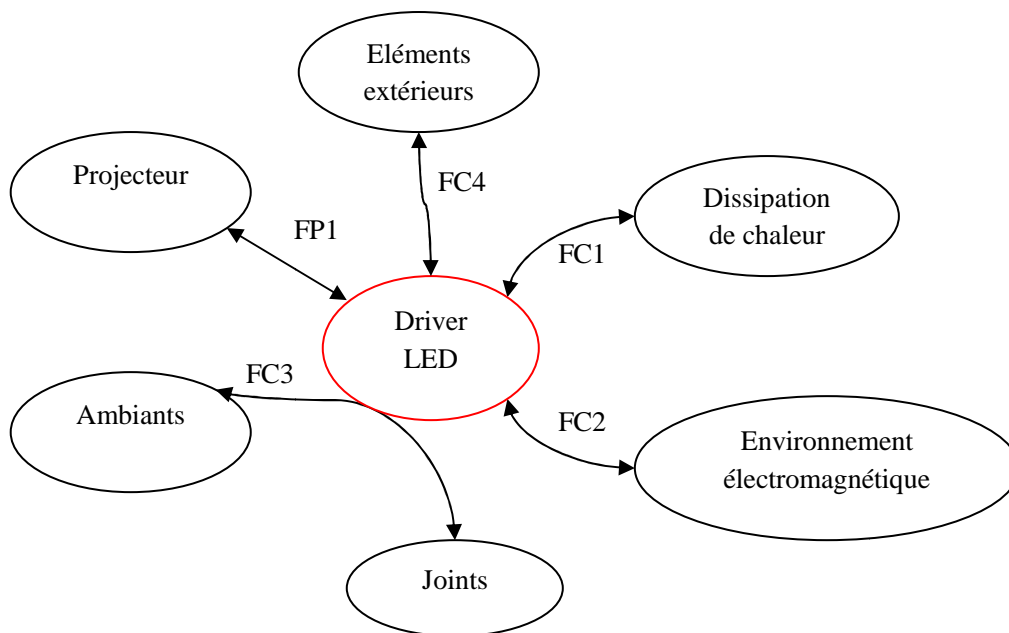 Eléments
extérieurs
Projecteur
FC4
Dissipation
de chaleur
FP1
FC1
Driver
LED
FC3
Ambiants
FC2
Environnement
électromagnétique
Joints